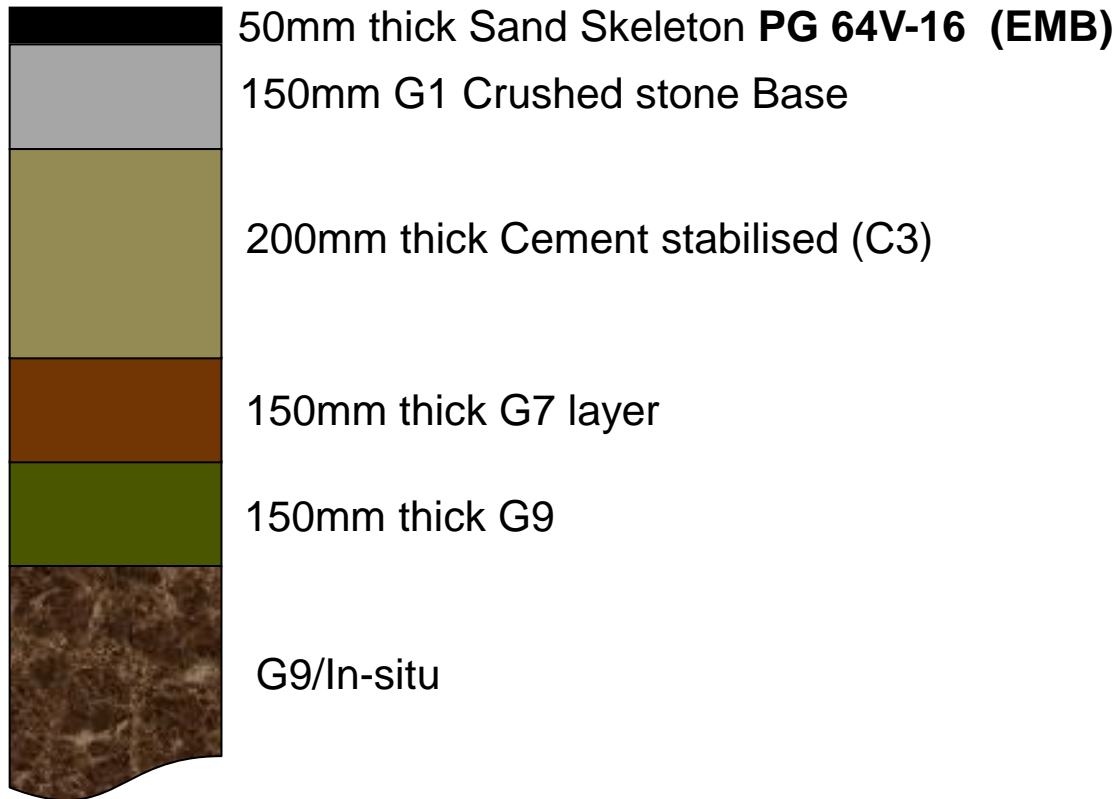 50mm thick Sand Skeleton PG 64V-16 (EMB)
150mm G1 Crushed stone Base
200mm thick Cement stabilised (C3)
150mm thick G7 layer
150mm thick G9
G9/In-situ